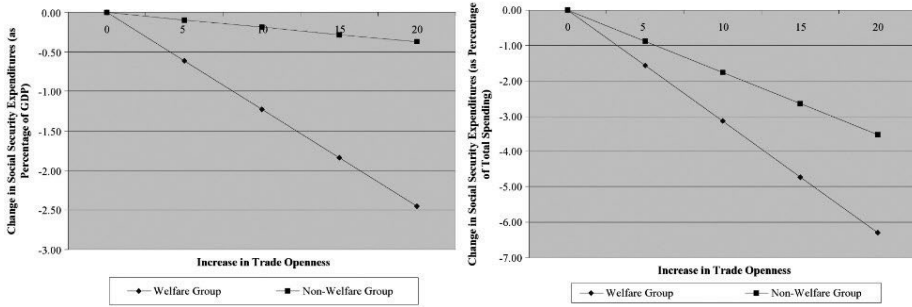 Change in Social Security Expenditures (as
Percentage of GDP)
0.00
-0.50
-1.00
-1.50
-2.00
-2.50
-3.00
0 5 10 15 20
Increase in Trade Openness
Welfare Group Non-Welfare Group
Change in Social Security Expenditures (as Percentage
of Total Spending)
0.00
-1.00
-2.00
-3.00
-4.00
-5.00
-6.00
-7.00
0 5 10 15 20
Increase in Trade Openness
Welfare Group Non-Welfare Group